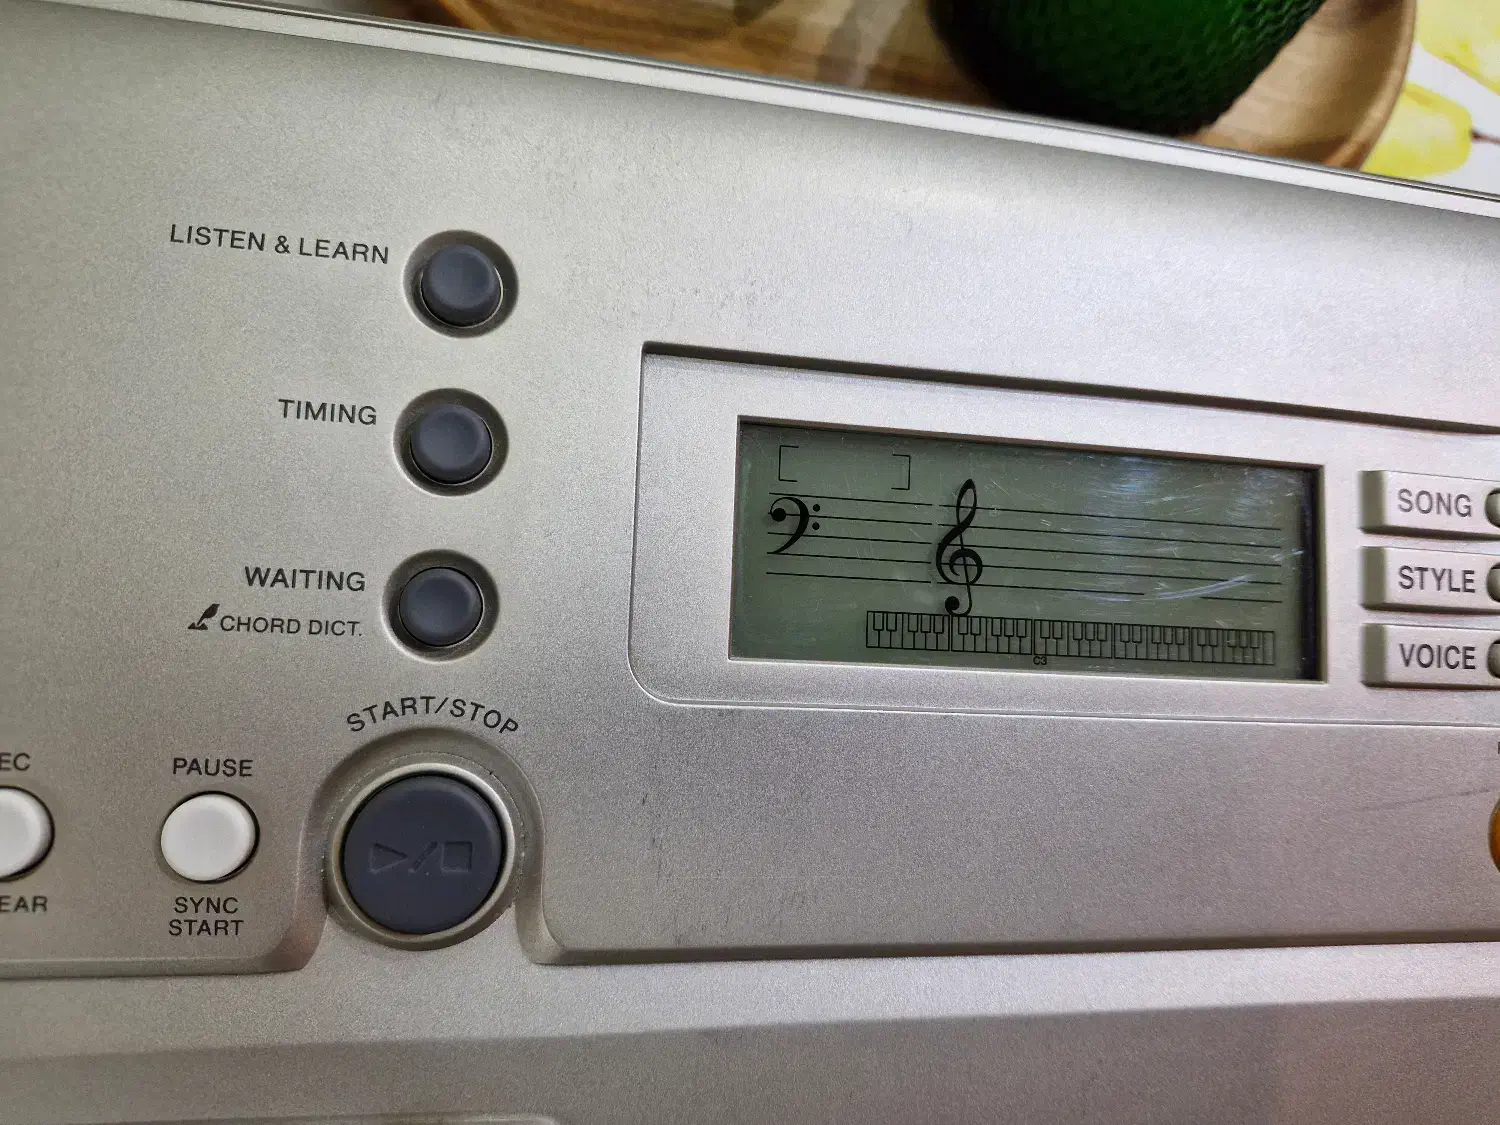 LISTEN & LEARN
TIMING
WAITING
CHORD DICT.
START/STOP
EC
PAUSE
EAR
SYNC
START
C3
SONG
STYLE
VOICE